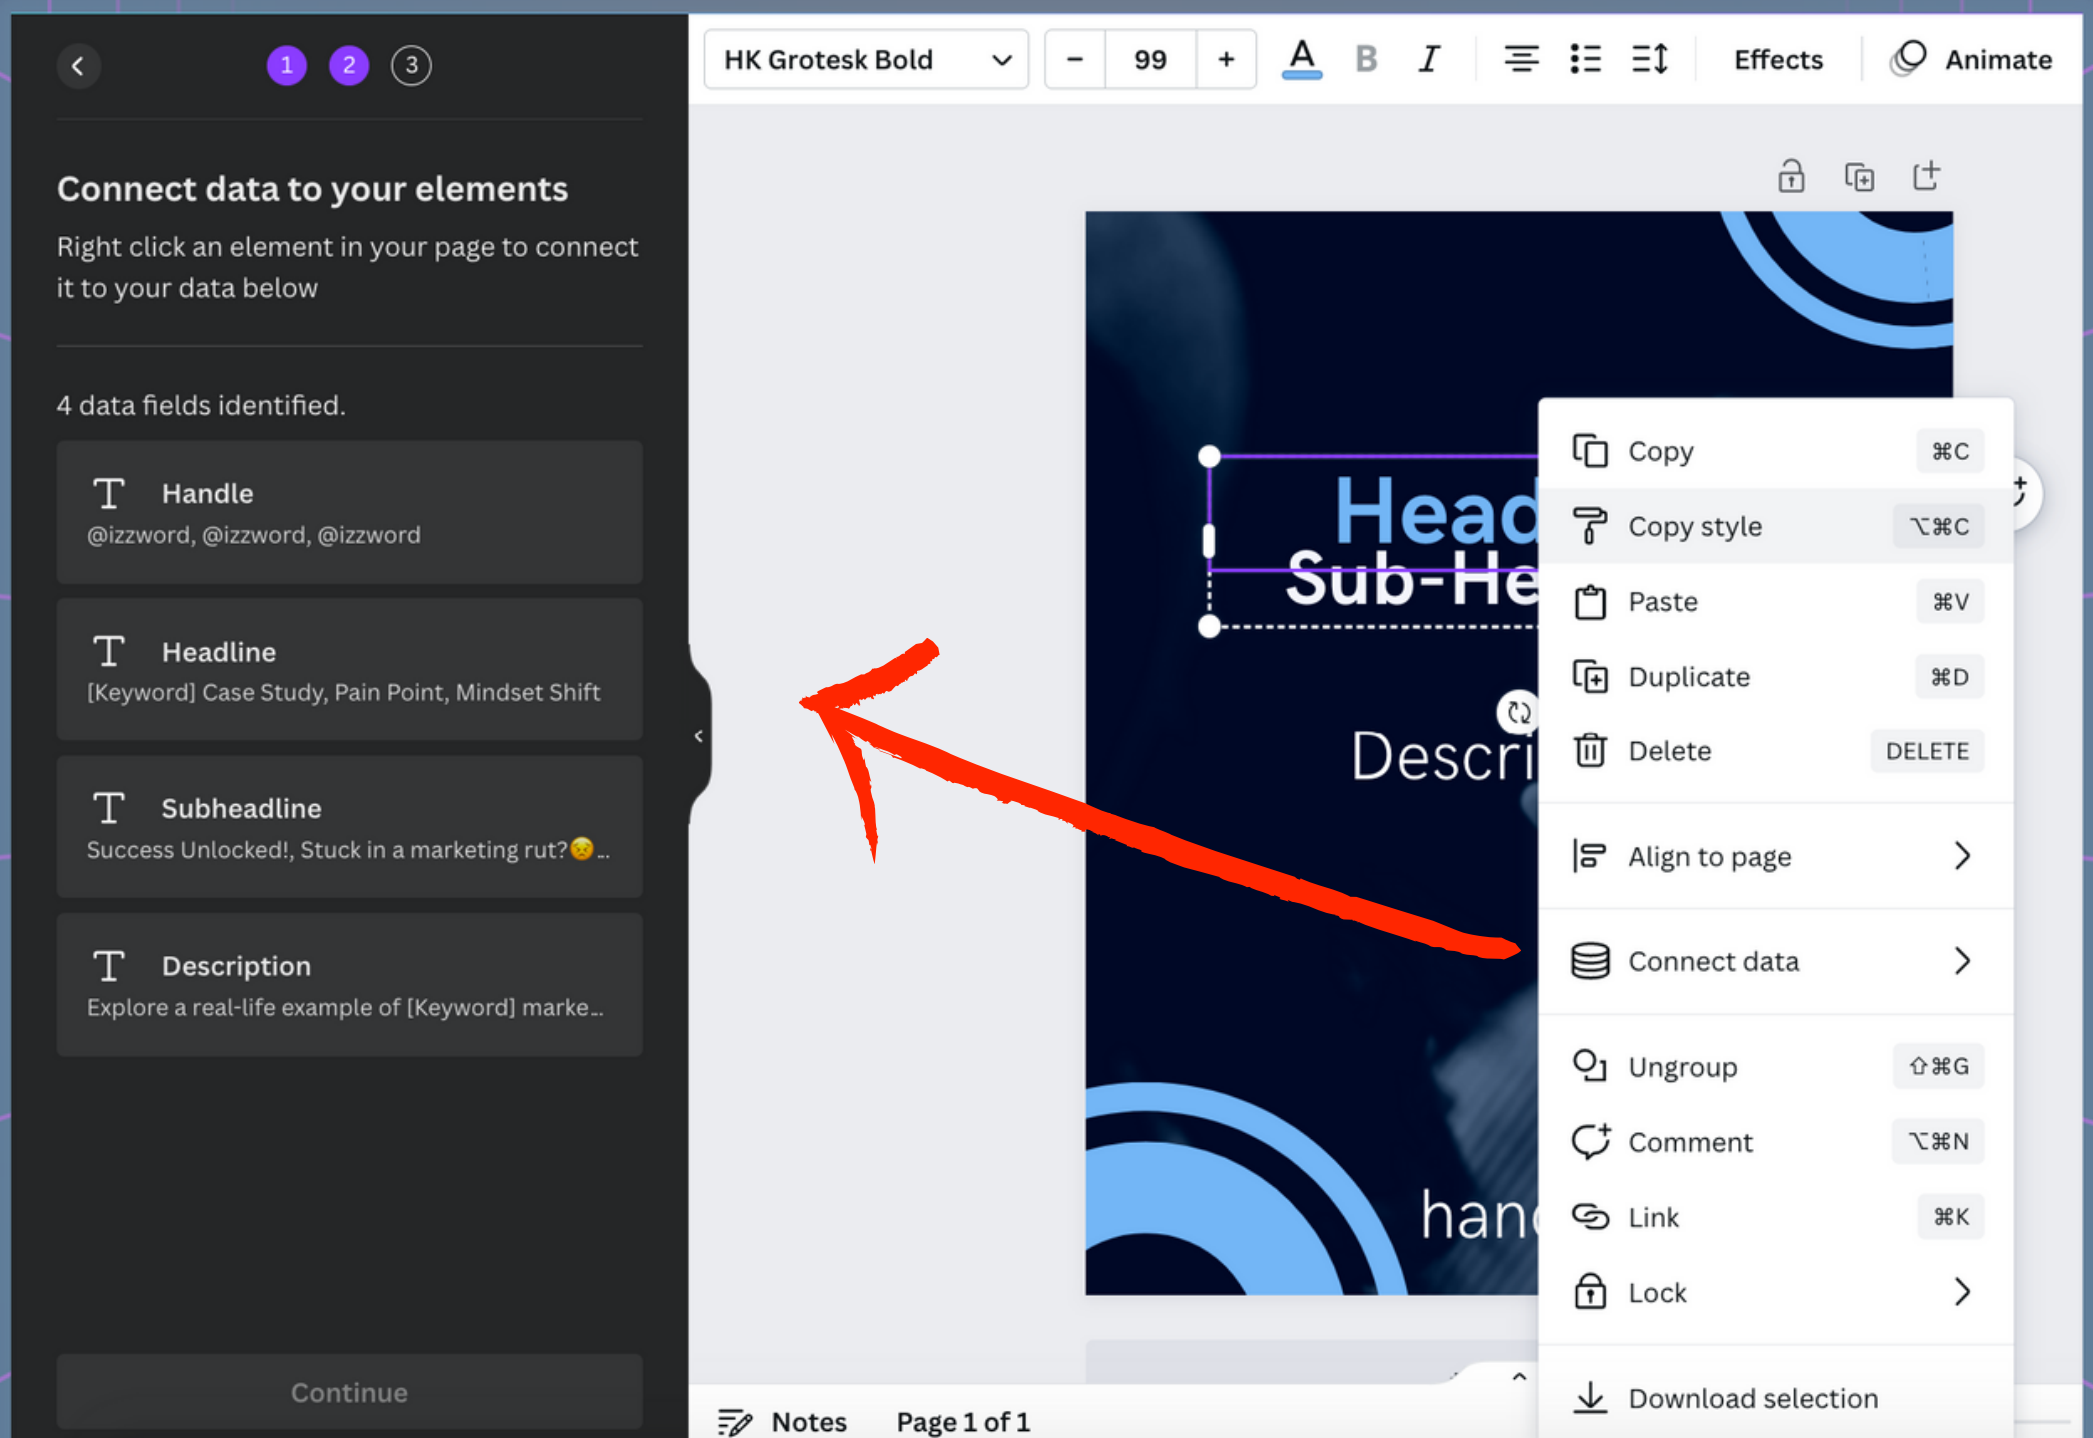 1 2 3
HK Grotesk Bold
− 99 +
A B I
Effects
Animate
Connect data to your elements
Right click an element in your page to connect
it to your data below
4 data fields identified.
T Handle
@izzword, @izzword, @izzword
T Headline
[Keyword] Case Study, Pain Point, Mindset Shift
T Subheadline
Success Unlocked!, Stuck in a marketing rut?😣...
T Description
Explore a real-life example of [Keyword] marke...
Continue
Head
Sub-He
Descri
hand
Copy ⌘C
Copy style ⌥⌘C
Paste ⌘V
Duplicate ⌘D
Delete DELETE
Align to page
Connect data
Ungroup ⇧⌘G
Comment ⌥⌘N
Link ⌘K
Lock
Download selection
Notes
Page 1 of 1